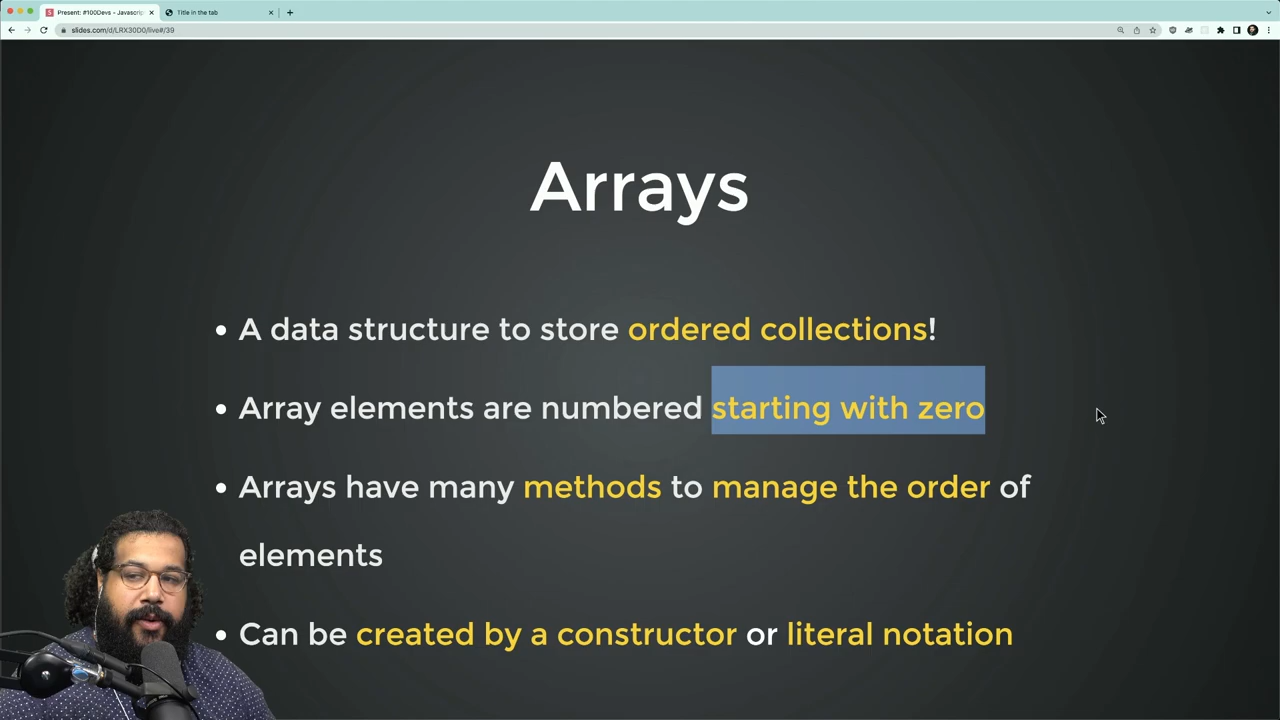 Present: #100Devs - Javascrip
Title in the tab
slides.com/d/LRX30D0/live#/39
Arrays
• A data structure to store ordered collections!
• Array elements are numbered starting with zero
• Arrays have many methods to manage the order of
elements
• Can be created by a constructor or literal notation